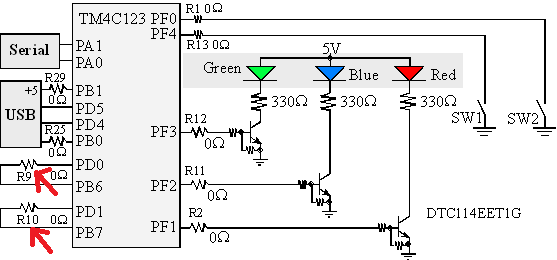 TM4C123
PF0
PF4
R1 0Ω
R13 0Ω
Serial
PA1
PA0
5V
Green
Blue
Red
R29
0Ω
+5
USB
PB1
PD5
PD4
PB0
R25
0Ω
330Ω
330Ω
330Ω
SW1
SW2
R12
PF3
0Ω
PD0
R9
0Ω
PB6
PF2
R11
0Ω
PD1
R10
0Ω
PB7
PF1
R2
0Ω
DTC114EET1G